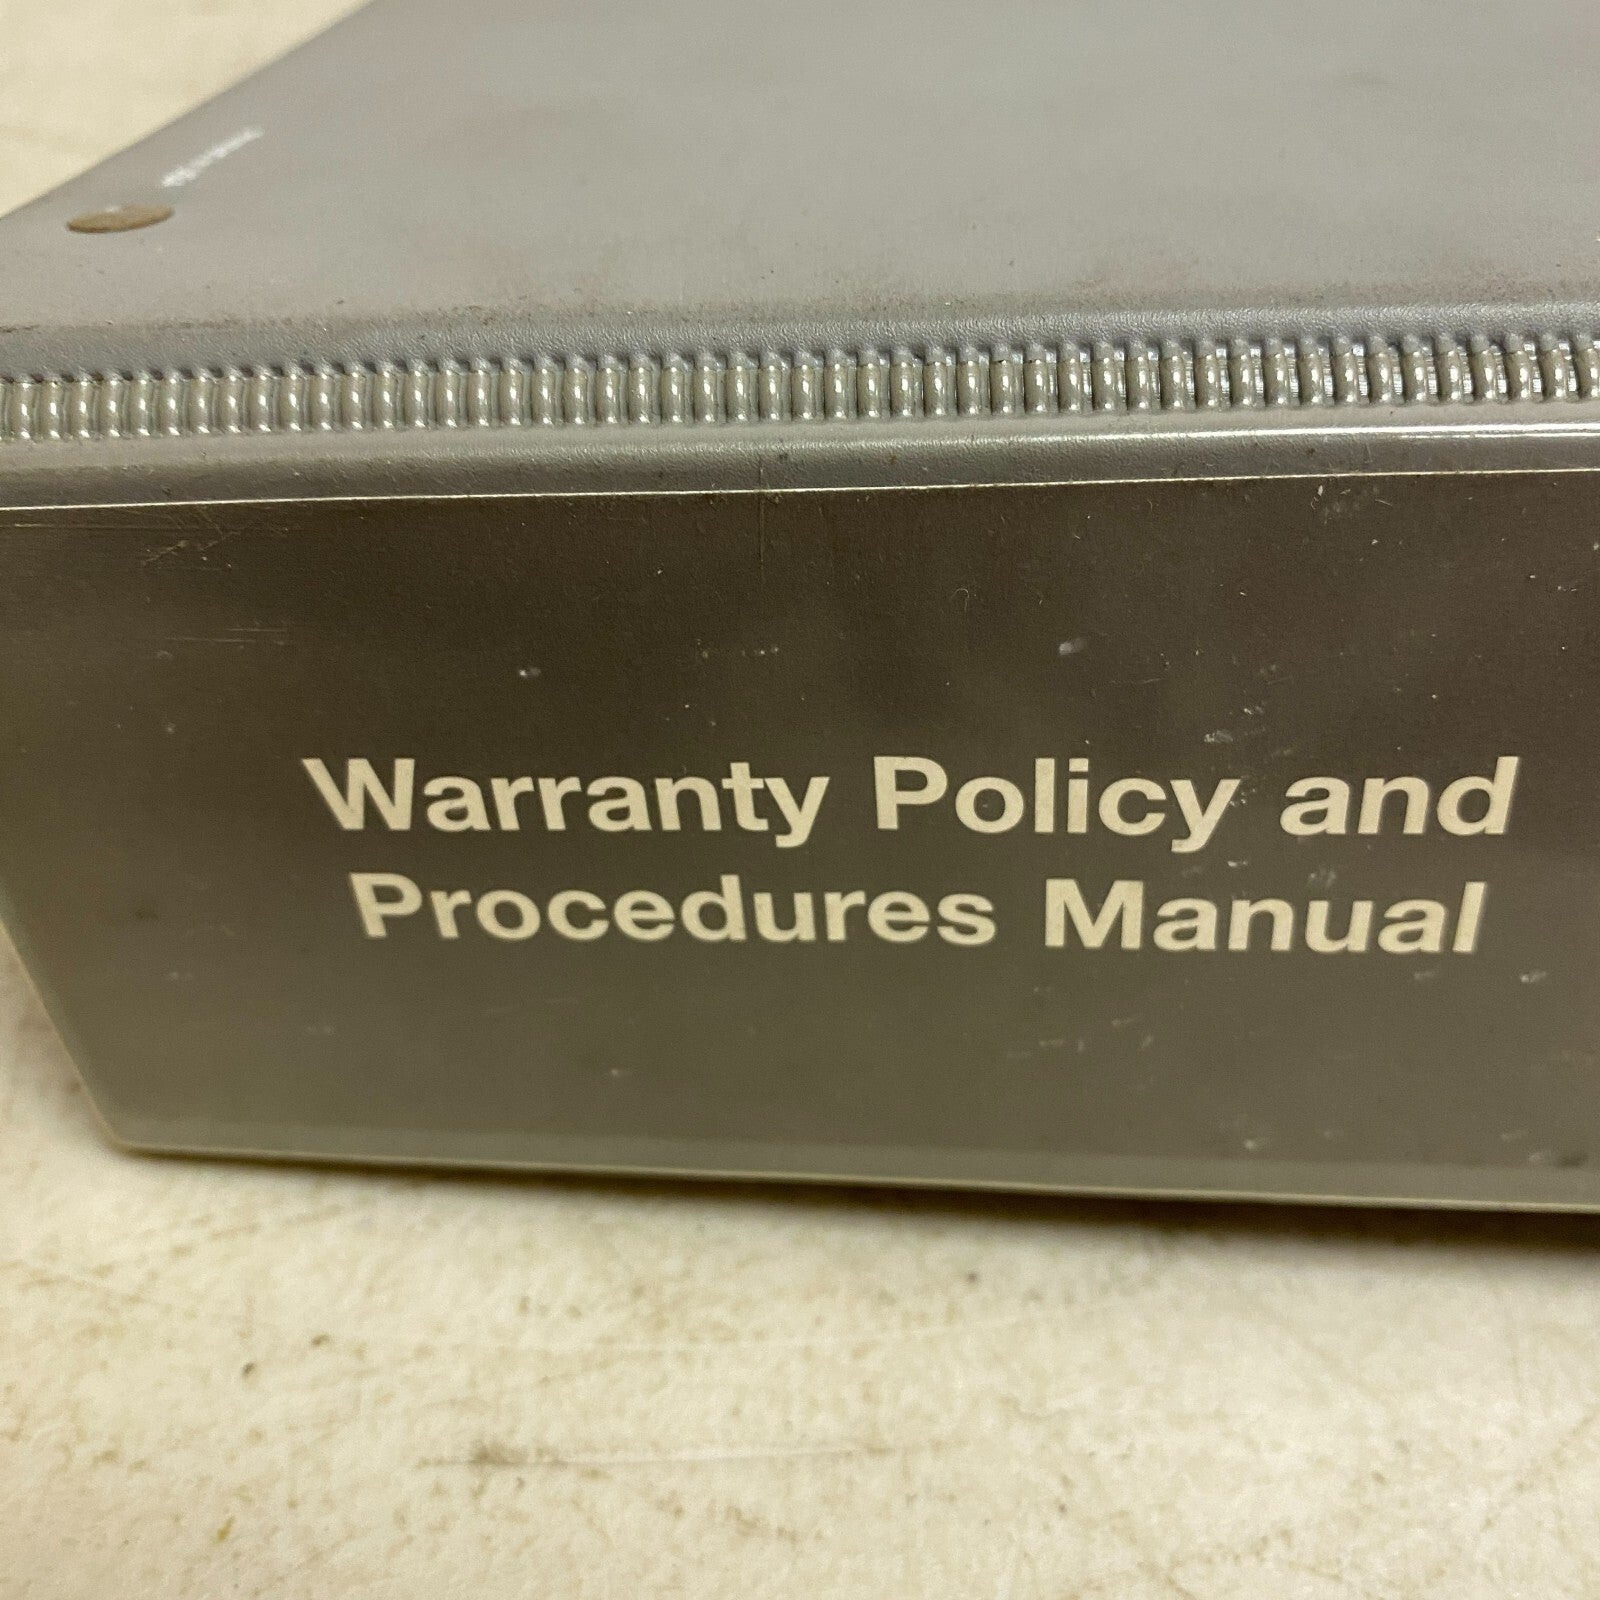 Warranty Policy and
Procedures Manual